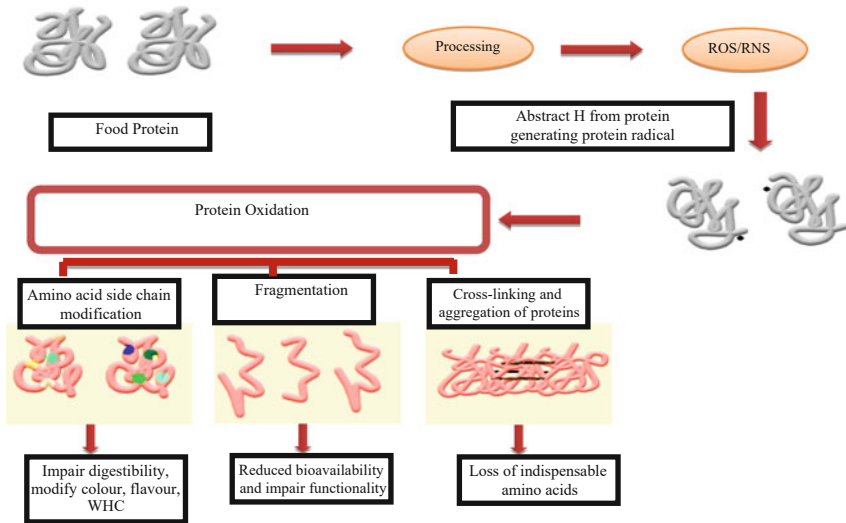 Processing
ROS/RNS
Food Protein
Abstract H from protein
generating protein radical
Protein Oxidation
Amino acid side chain
modification
Fragmentation
Cross-linking and
aggregation of proteins
Impair digestibility,
modify colour, flavour,
WHC
Reduced bioavailability
and impair functionality
Loss of indispensable
amino acids